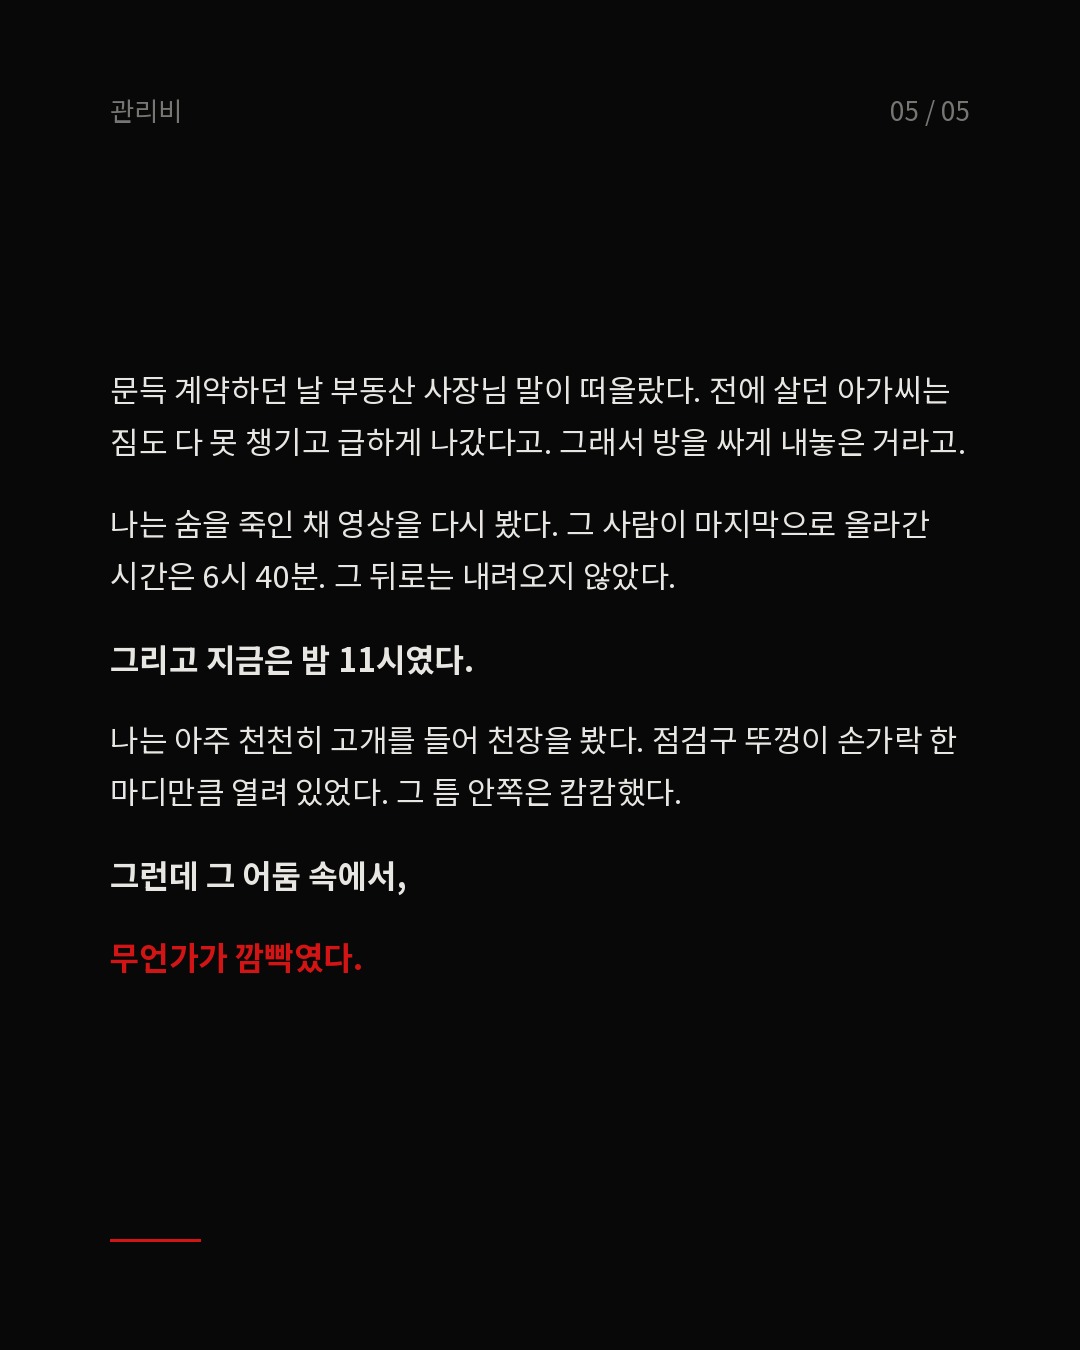 관리비
05 / 05
문득 계약하던 날 부동산 사장님 말이 떠올랐다. 전에 살던 아가씨는
짐도 다 못 챙기고 급하게 나갔다고. 그래서 방을 싸게 내놓은 거라고.
나는 숨을 죽인 채 영상을 다시 봤다. 그 사람이 마지막으로 올라간
시간은 6시 40분. 그 뒤로는 내려오지 않았다.
그리고 지금은 밤 11시였다.
나는 아주 천천히 고개를 들어 천장을 봤다. 점검구 뚜껑이 손가락 한
마디만큼 열려 있었다. 그 틈 안쪽은 캄캄했다.
그런데 그 어둠 속에서,
무언가가 깜빡였다.